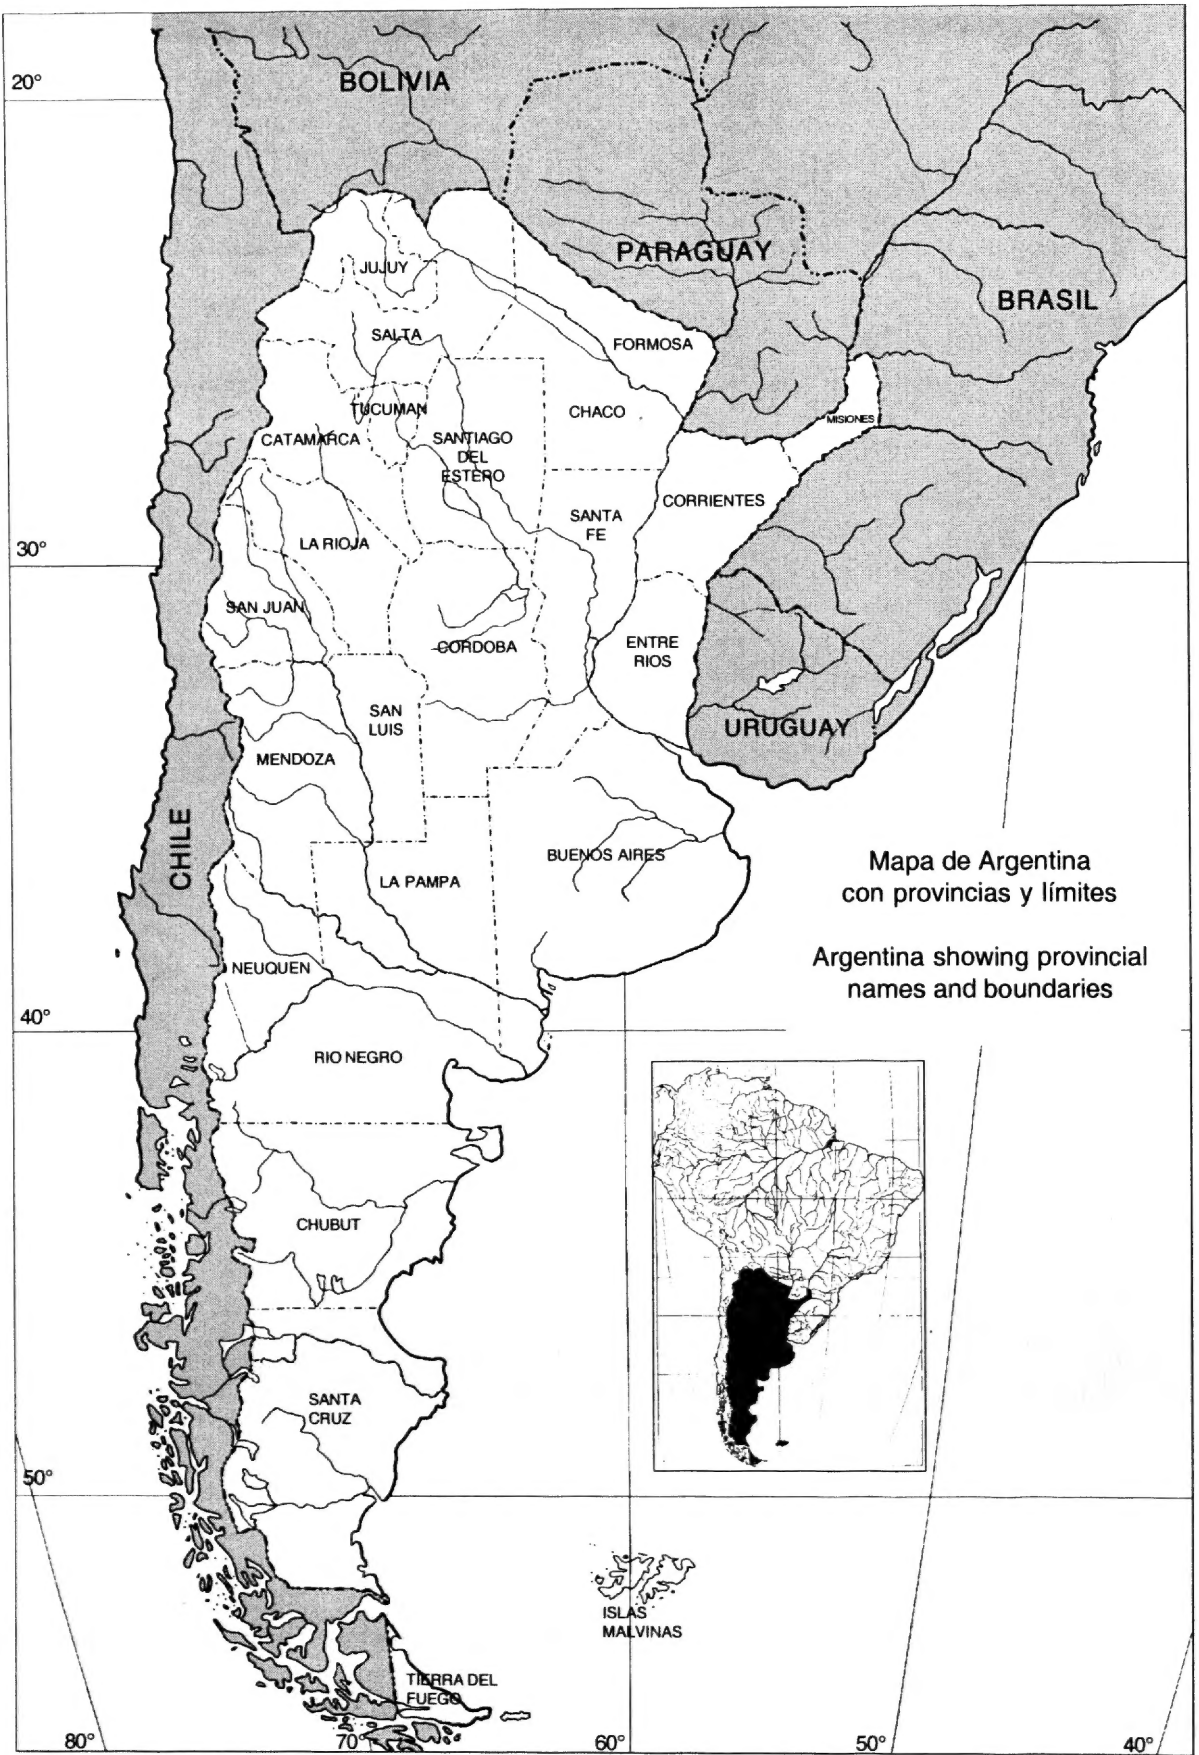 20°
BOLIVIA
PARAGUAY
BRASIL
JUJUY
SALTA
FORMOSA
CHACO
MISIONES
TUCUMAN
CATAMARCA
SANTIAGO
DEL
ESTERO
CORRIENTES
SANTA
FE
LA RIOJA
30°
SAN JUAN
CORDOBA
ENTRE
RIOS
SAN
LUIS
URUGUAY
MENDOZA
CHILE
BUENOS AIRES
LA PAMPA
Mapa de Argentina
con provincias y límites
Argentina showing provincial
names and boundaries
NEUQUEN
40°
RIO NEGRO
CHUBUT
SANTA
CRUZ
50°
ISLAS
MALVINAS
TIERRA DEL
FUEGO
80°
70°
60°
50°
40°